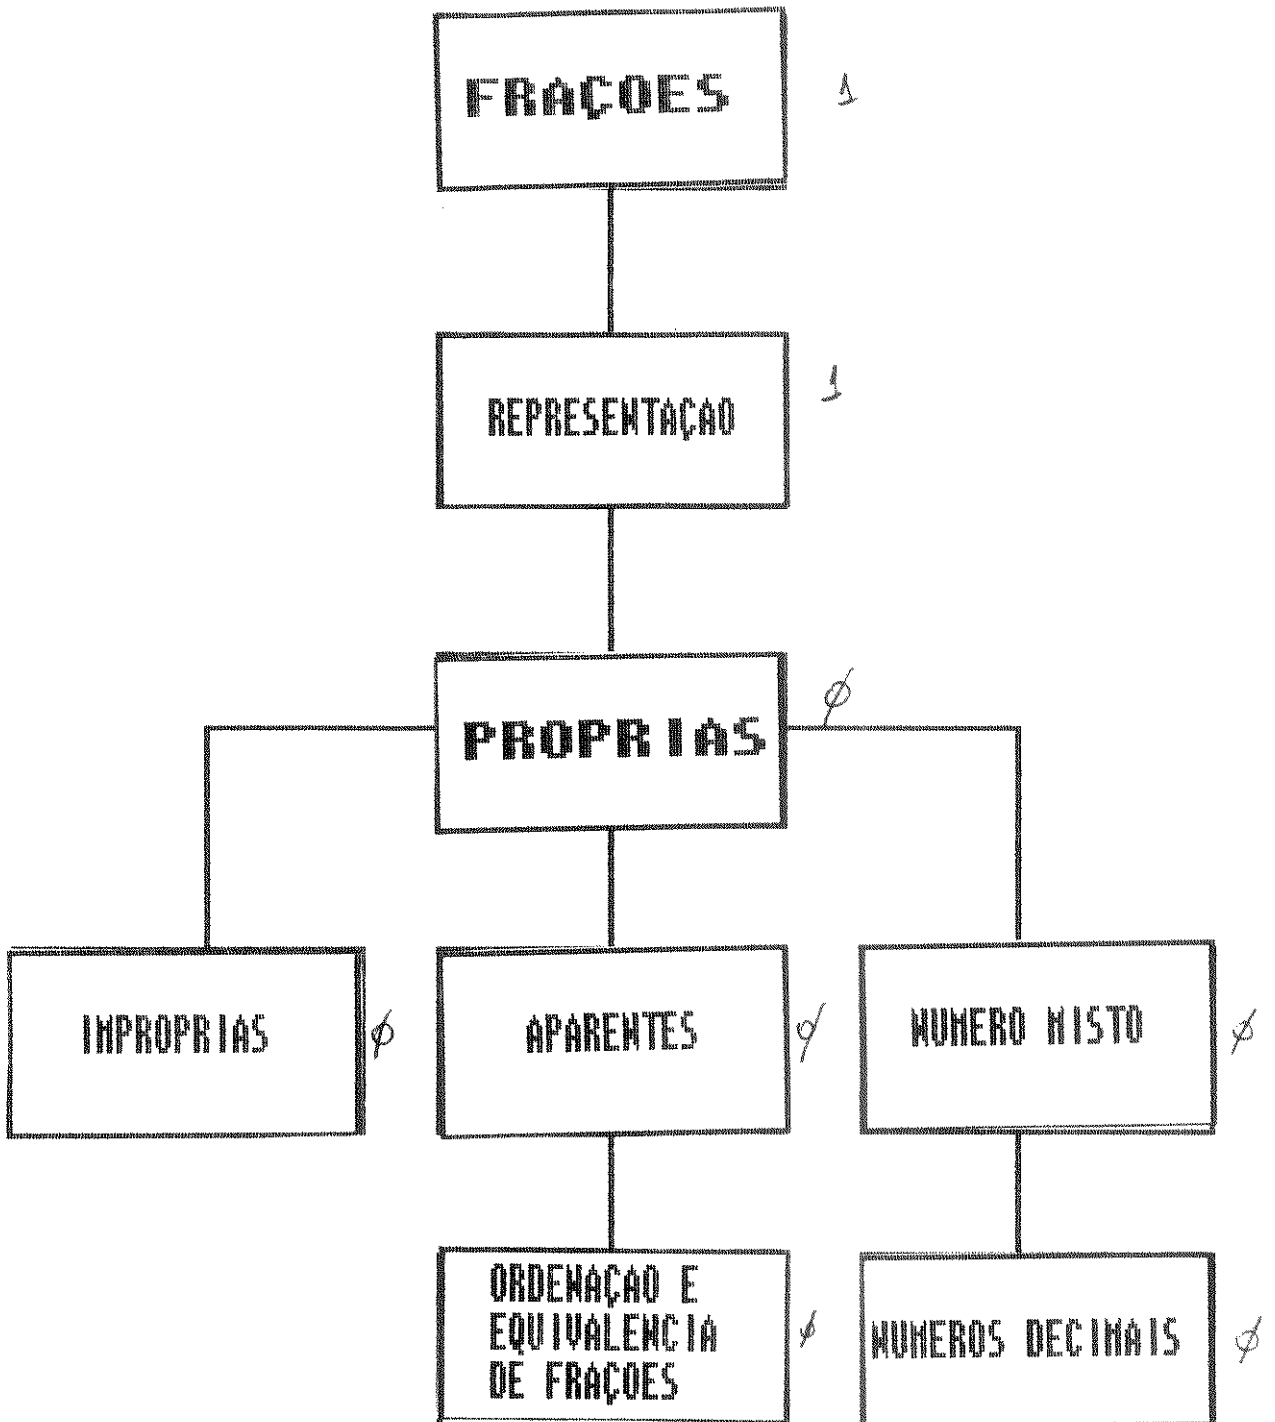 FRAÇOES 1
REPRESENTAÇAO 1
PROPRIAS ø
IMPROPRIAS ø
APARENTES ø
NUMERO MISTO ø
ORDENAÇAO E
EQUIVALENCIA
DE FRAÇOES ø
NUMEROS DECIMAIS ø